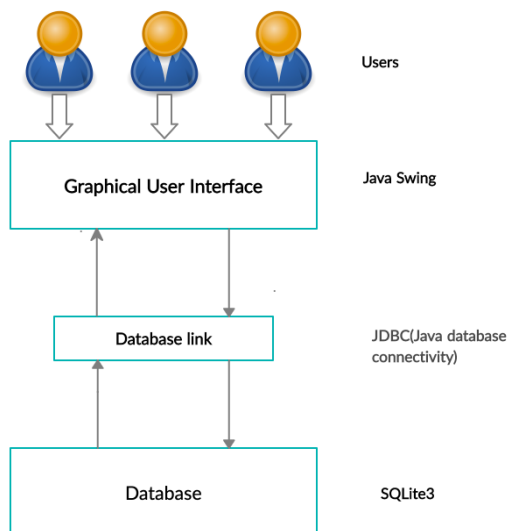 Users
Graphical User Interface
Java Swing
Database link
JDBC(Java database
connectivity)
Database
SQLite3